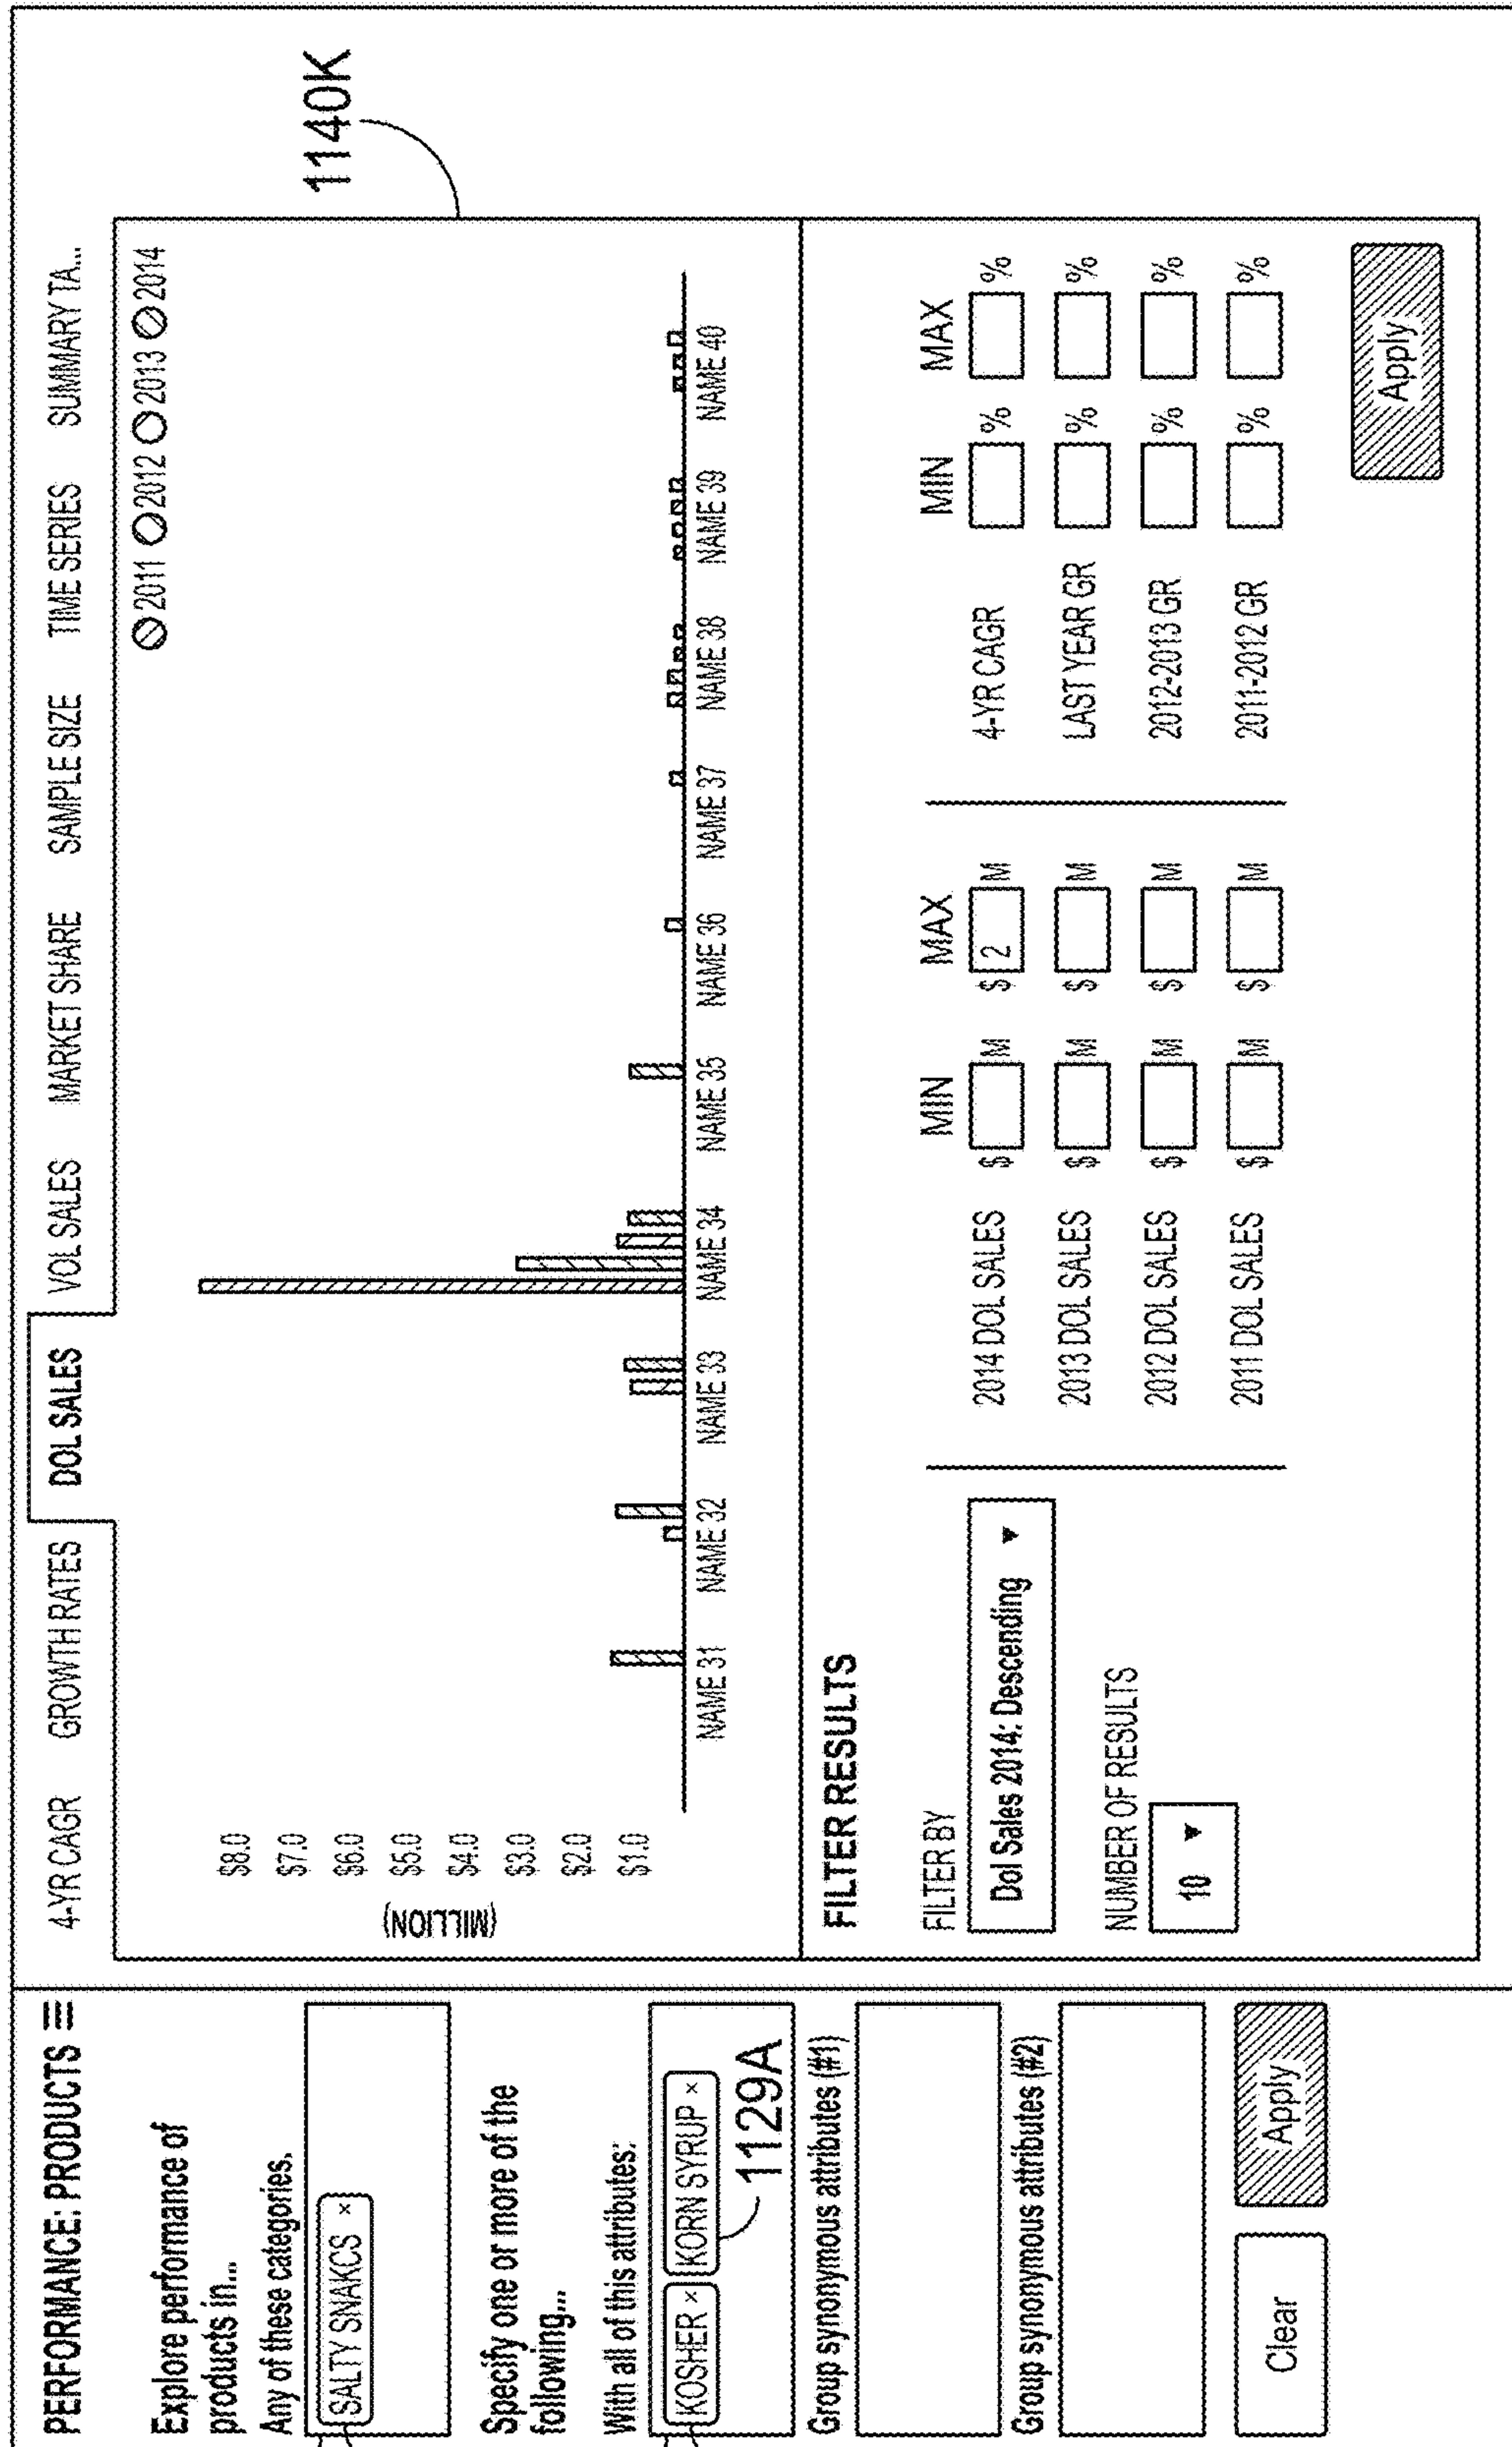 PERFORMANCE: PRODUCTS
Explore performance of
products in...
Any of these categories.
SALTY SNAKCS ×
Specify one or more of the
following...
With all of this attributes:
KOSHER × KORN SYRUP ×
1129A
Group synonymous attributes (#1)
Group synonymous attributes (#2)
Clear Apply
4-YR CAGR GROWTH RATES DOL SALES VOL SALES MARKET SHARE SAMPLE SIZE TIME SERIES SUMMARY TA...
2011 2012 2013 2014
1140K
(MILLION)
$8.0
$7.0
$6.0
$5.0
$4.0
$3.0
$2.0
$1.0
NAME 31 NAME 32 NAME 33 NAME 34 NAME 35 NAME 36 NAME 37 NAME 38 NAME 39 NAME 40
FILTER RESULTS
FILTER BY
Dol Sales 2014: Descending ▼
NUMBER OF RESULTS
10 ▼
MIN MAX
2014 DOL SALES $ M $ 2 M
2013 DOL SALES $ M $ M
2012 DOL SALES $ M $ M
2011 DOL SALES $ M $ M
MIN MAX
4-YR CAGR % %
LAST YEAR GR % %
2012-2013 GR % %
2011-2012 GR % %
Apply